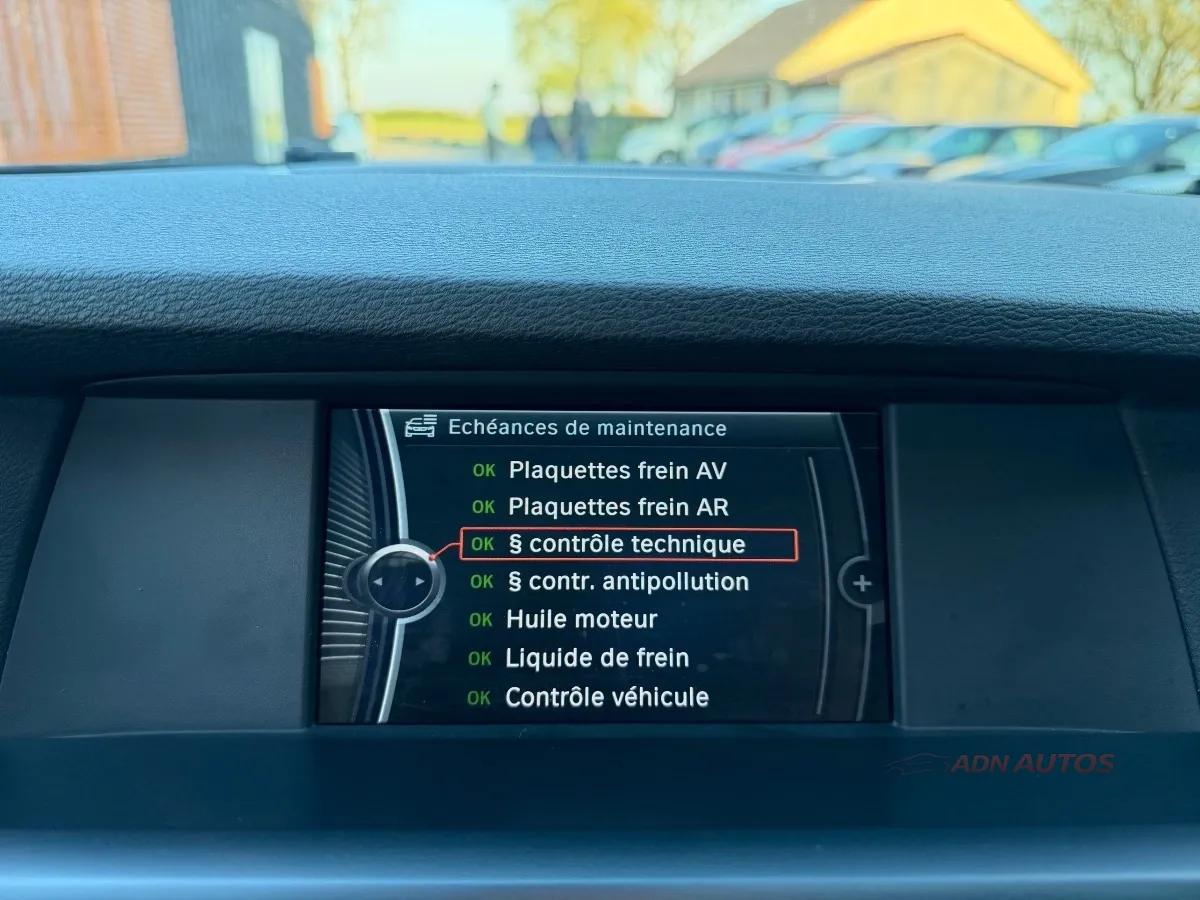 Echéances de maintenance
OK Plaquettes frein AV
OK Plaquettes frein AR
OK § contrôle technique
OK § contr. antipollution
OK Huile moteur
OK Liquide de frein
OK Contrôle véhicule
ADN AUTOS